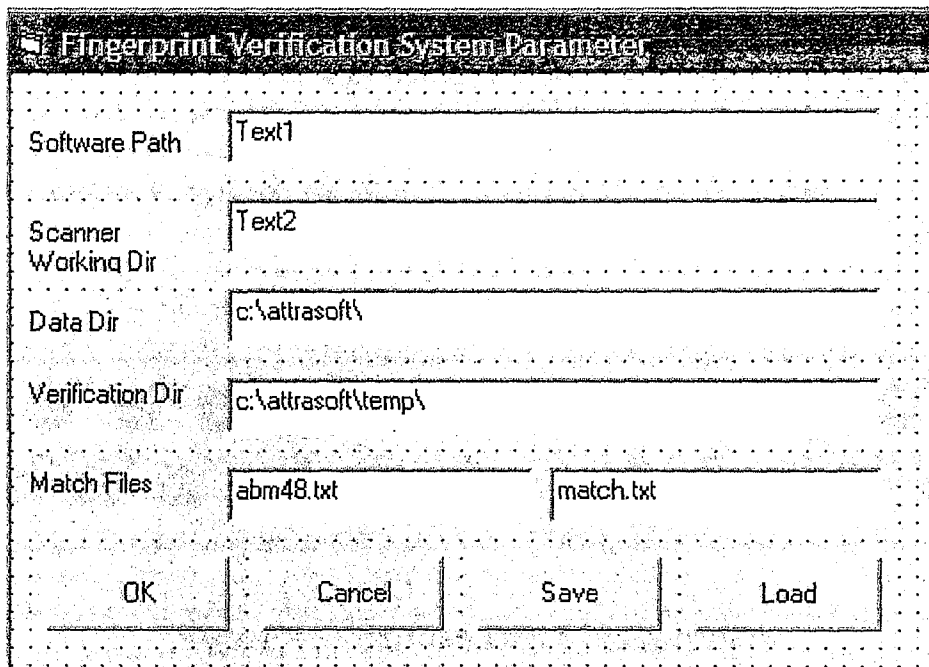 Fingerprint Verification System Parameter
Software Path Text1
Scanner Working Dir Text2
Data Dir c:\attrasoft\
Verification Dir c:\attrasoft\temp\
Match Files abm48.txt match.txt
OK Cancel Save Load